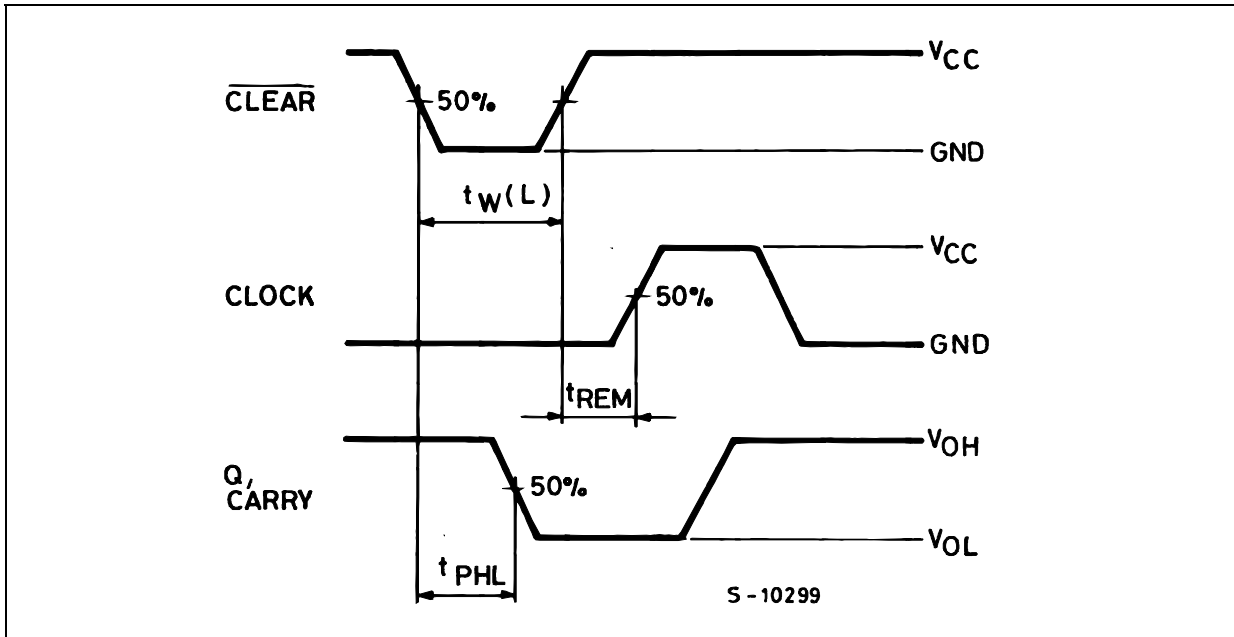 VCC
CLEAR 50%
GND
tW(L)
VCC
CLOCK 50%
GND
tREM
VOH
Q,
CARRY 50%
VOL
tPHL
S-10299